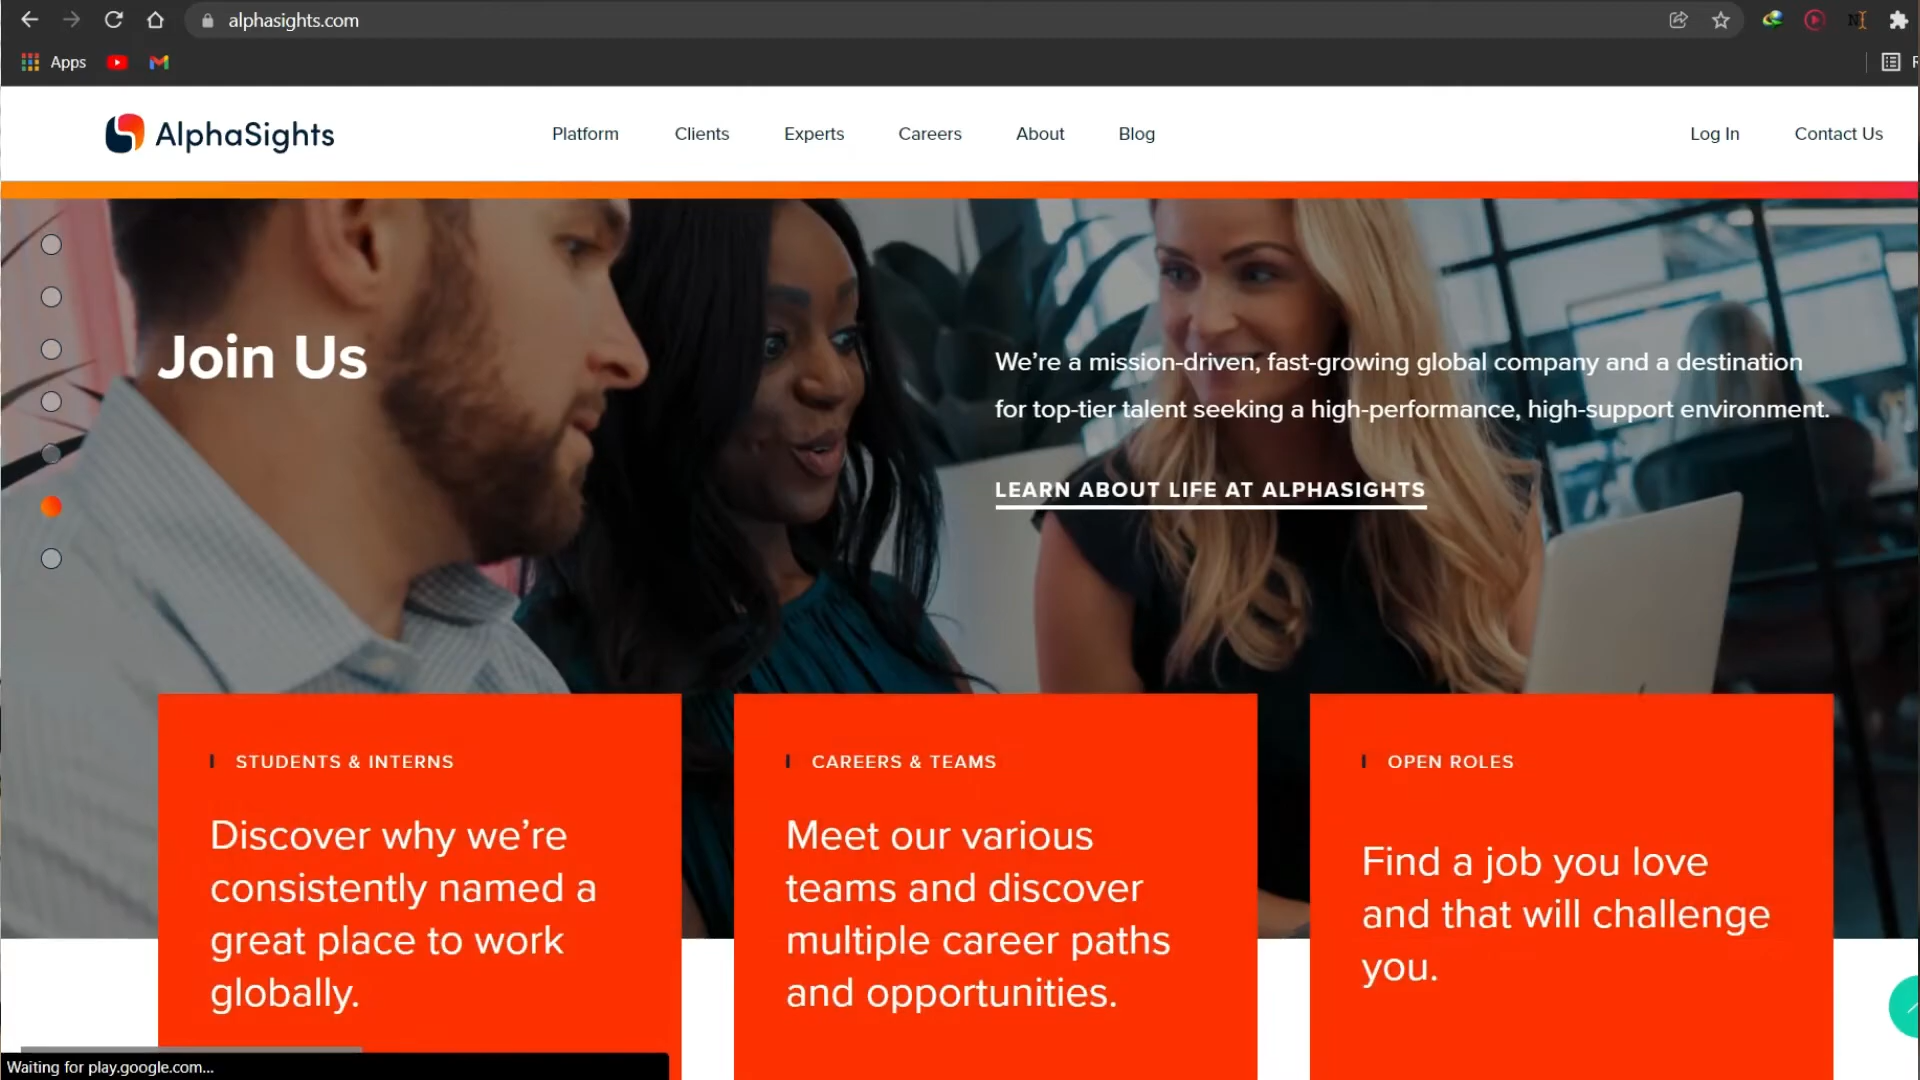 alphasights.com
Apps
AlphaSights
Platform
Clients
Experts
Careers
About
Blog
Log In
Contact Us
Join Us
We're a mission-driven, fast-growing global company and a destination
for top-tier talent seeking a high-performance, high-support environment.
LEARN ABOUT LIFE AT ALPHASIGHTS
STUDENTS & INTERNS
Discover why we're
consistently named a
great place to work
globally.
CAREERS & TEAMS
Meet our various
teams and discover
multiple career paths
and opportunities.
OPEN ROLES
Find a job you love
and that will challenge
you.
Waiting for play.google.com...